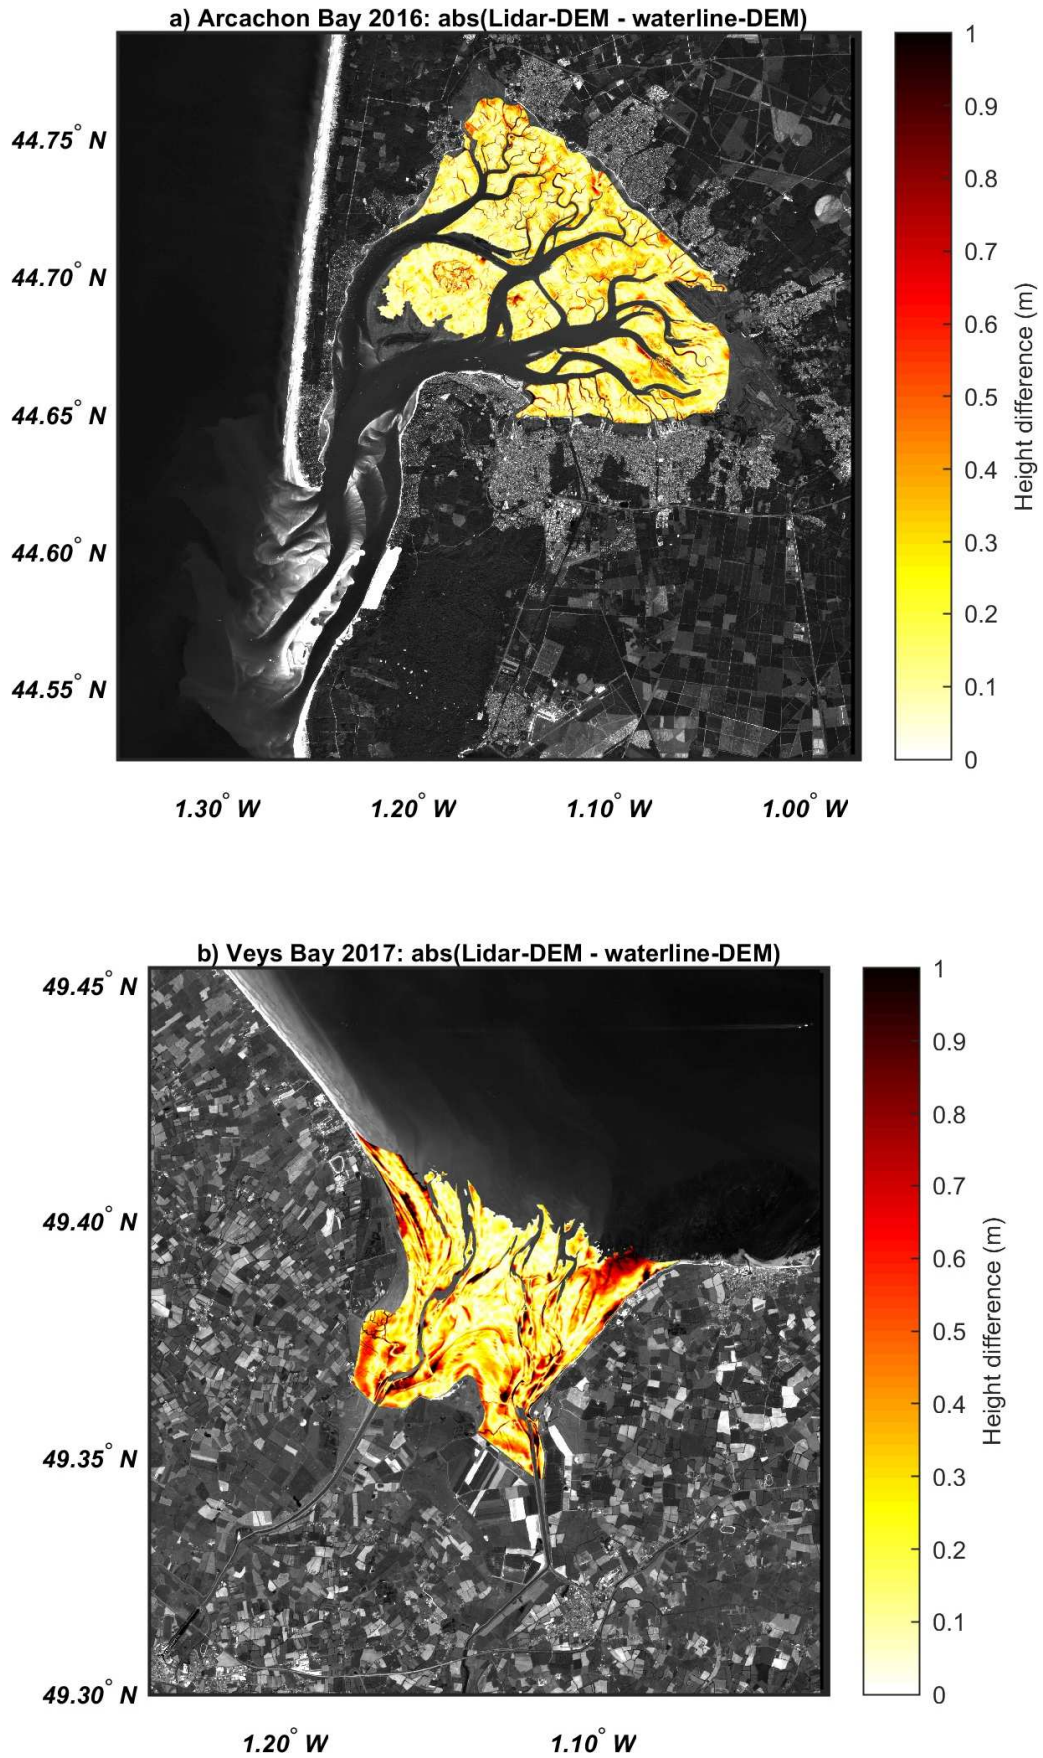 a) Arcachon Bay 2016: abs(Lidar-DEM - waterline-DEM)
44.75° N
44.70° N
44.65° N
44.60° N
44.55° N
1.30° W
1.20° W
1.10° W
1.00° W
1
0.9
0.8
0.7
0.6
0.5
0.4
0.3
0.2
0.1
0
Height difference (m)
b) Veys Bay 2017: abs(Lidar-DEM - waterline-DEM)
49.45° N
49.40° N
49.35° N
49.30° N
1.20° W
1.10° W
1
0.9
0.8
0.7
0.6
0.5
0.4
0.3
0.2
0.1
0
Height difference (m)